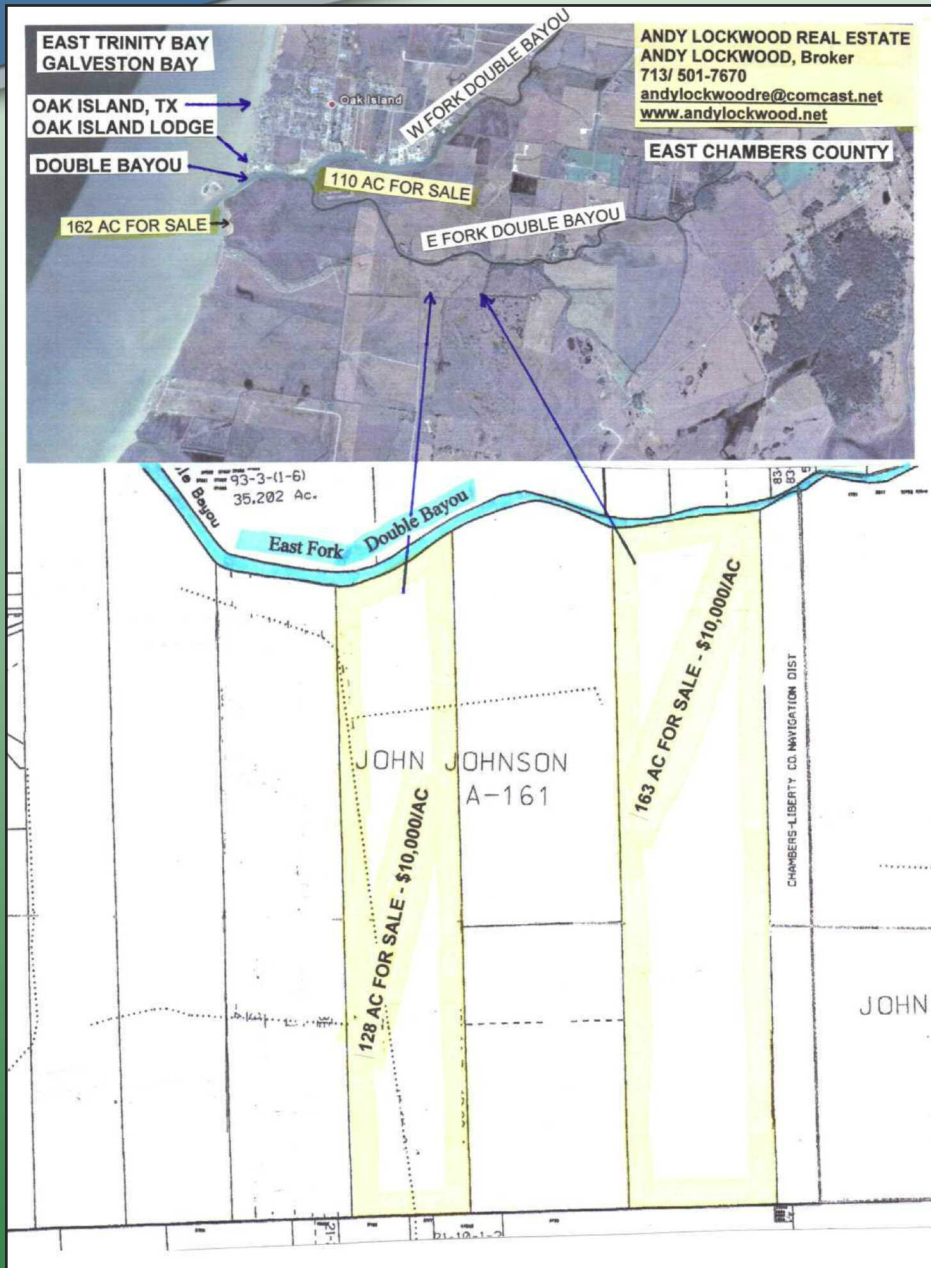 EAST TRINITY BAY
GALVESTON BAY
OAK ISLAND, TX
OAK ISLAND LODGE
DOUBLE BAYOU
162 AC FOR SALE
Oak Island
W FORK DOUBLE BAYOU
110 AC FOR SALE
E FORK DOUBLE BAYOU
ANDY LOCKWOOD REAL ESTATE
ANDY LOCKWOOD, Broker
713/ 501-7670
andylockwoodre@comcast.net
www.andylockwood.net
EAST CHAMBERS COUNTY
93-3-(1-6)
35.202 Ac.
Bayou
East Fork Double Bayou
JOHN JOHNSON
A-161
128 AC FOR SALE - $10,000/AC
163 AC FOR SALE - $10,000/AC
CHAMBERS-LIBERTY CO. NAVIGATION DIST
JOHN